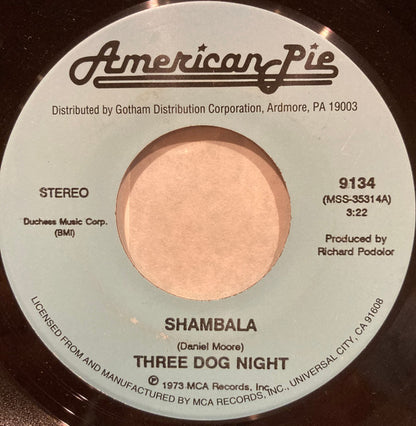 American Pie
Distributed by Gotham Distribution Corporation, Ardmore, PA 19003
STEREO
Duchess Music Corp.
(BMI)
9134
(MSS-35314A)
3:22
Produced by
Richard Podolor
SHAMBALA
(Daniel Moore)
THREE DOG NIGHT
℗ 1973 MCA Records, Inc.
LICENSED FROM AND MANUFACTURED BY MCA RECORDS, INC., UNIVERSAL CITY, CA 91608